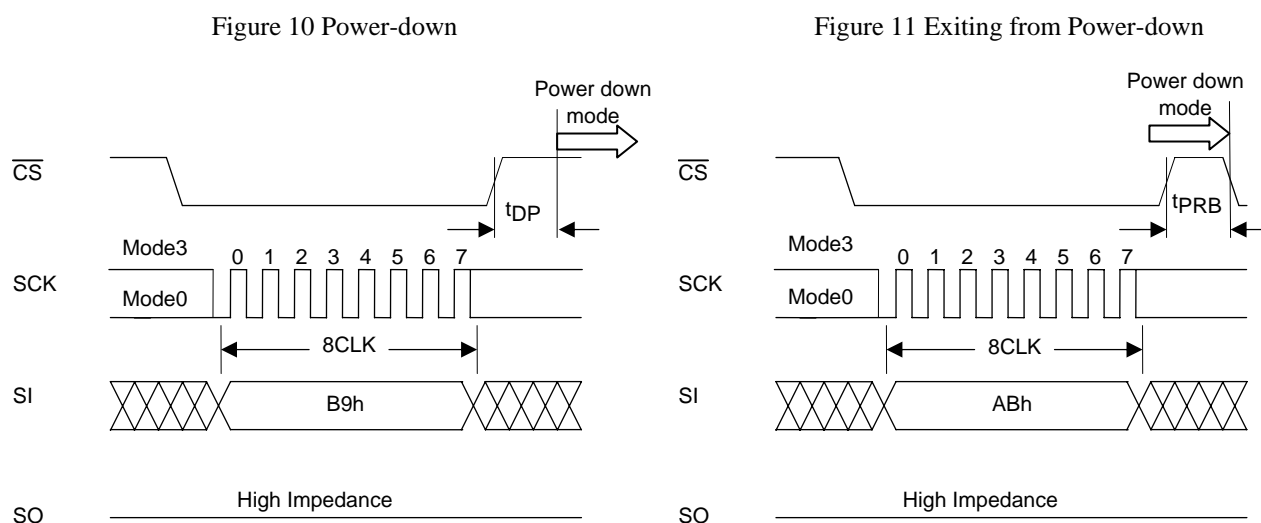 Figure 10 Power-down
Power down
mode
CS
tDP
Mode3
0 1 2 3 4 5 6 7
SCK
Mode0
8CLK
SI
B9h
High Impedance
SO
Figure 11 Exiting from Power-down
Power down
mode
CS
tPRB
Mode3
0 1 2 3 4 5 6 7
SCK
Mode0
8CLK
SI
ABh
High Impedance
SO